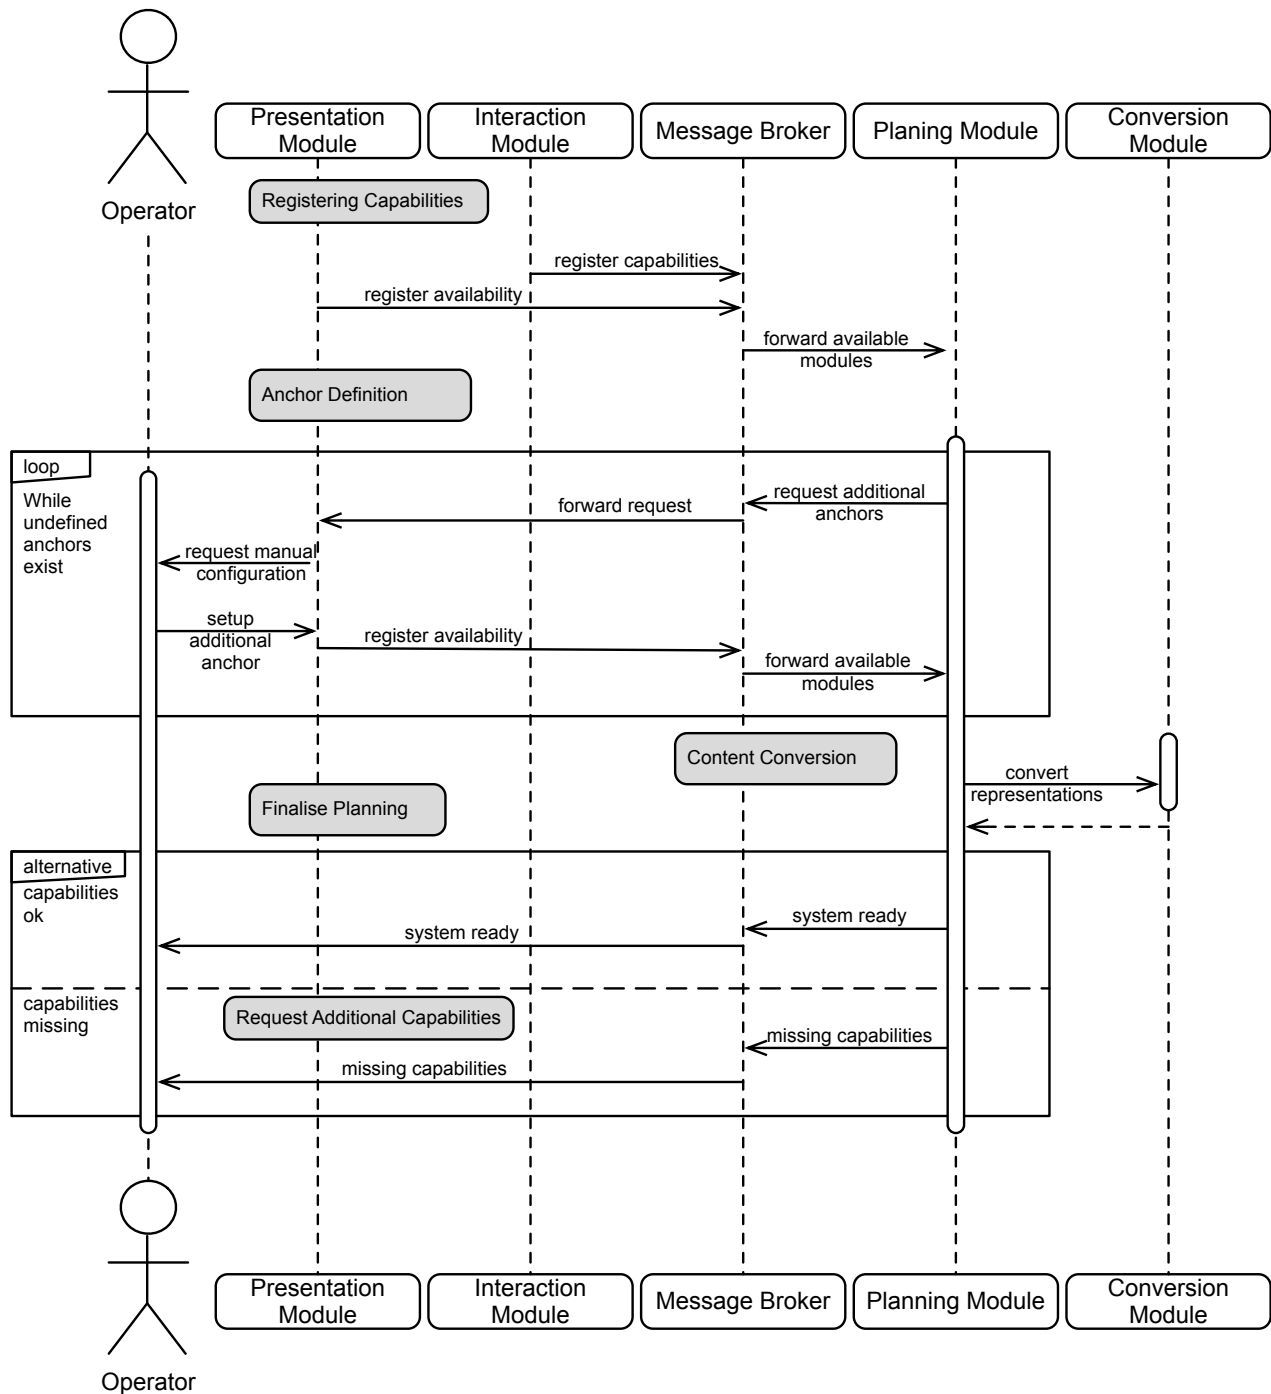 Operator
Presentation
Module
Interaction
Module
Message Broker
Planing Module
Conversion
Module
Registering Capabilities
register capabilities
register availability
forward available
modules
Anchor Definition
loop
While
undefined
anchors
exist
request additional
anchors
forward request
request manual
configuration
setup
additional
anchor
register availability
forward available
modules
Content Conversion
convert
representations
Finalise Planning
alternative
capabilities
ok
system ready
system ready
capabilities
missing
Request Additional Capabilities
missing capabilities
missing capabilities
Presentation
Module
Interaction
Module
Message Broker
Planning Module
Conversion
Module
Operator